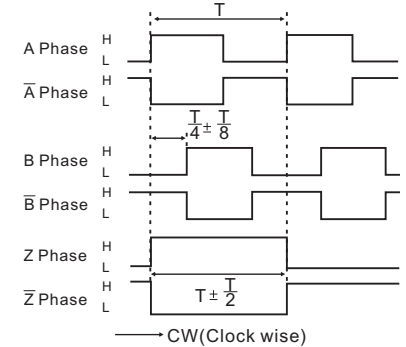 T
A Phase H
L
A̅ Phase H
L
T/4 ± T/8
B Phase H
L
B̅ Phase H
L
Z Phase H
L
Z̅ Phase H
L
T ± T/2
CW(Clock wise)